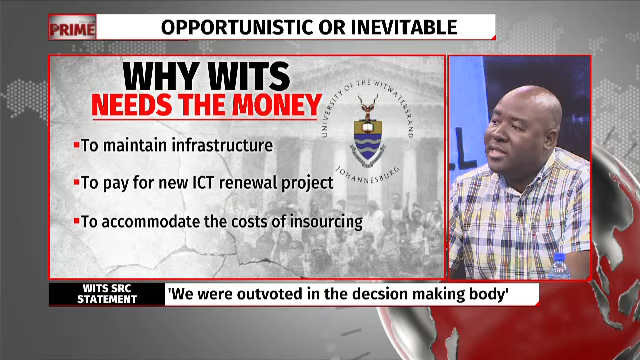 PRIME
OPPORTUNISTIC OR INEVITABLE
WHY WITS
NEEDS THE MONEY
UNIVERSITY OF THE WITWATERSRAND
JOHANNESBURG
To maintain infrastructure
To pay for new ICT renewal project
To accommodate the costs of insourcing
WITS SRC
STATEMENT
'We were outvoted in the decsion making body'